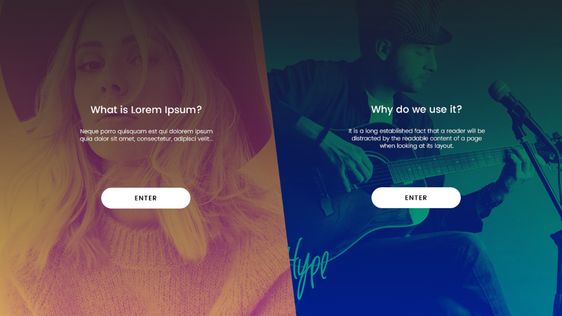 What is Lorem Ipsum?
Neque porro quisquam est qui dolorem ipsum
quia dolor sit amet, consectetur, adipisci velit...
ENTER
Why do we use it?
It is a long established fact that a reader will be
distracted by the readable content of a page
when looking at its layout.
ENTER
Hype